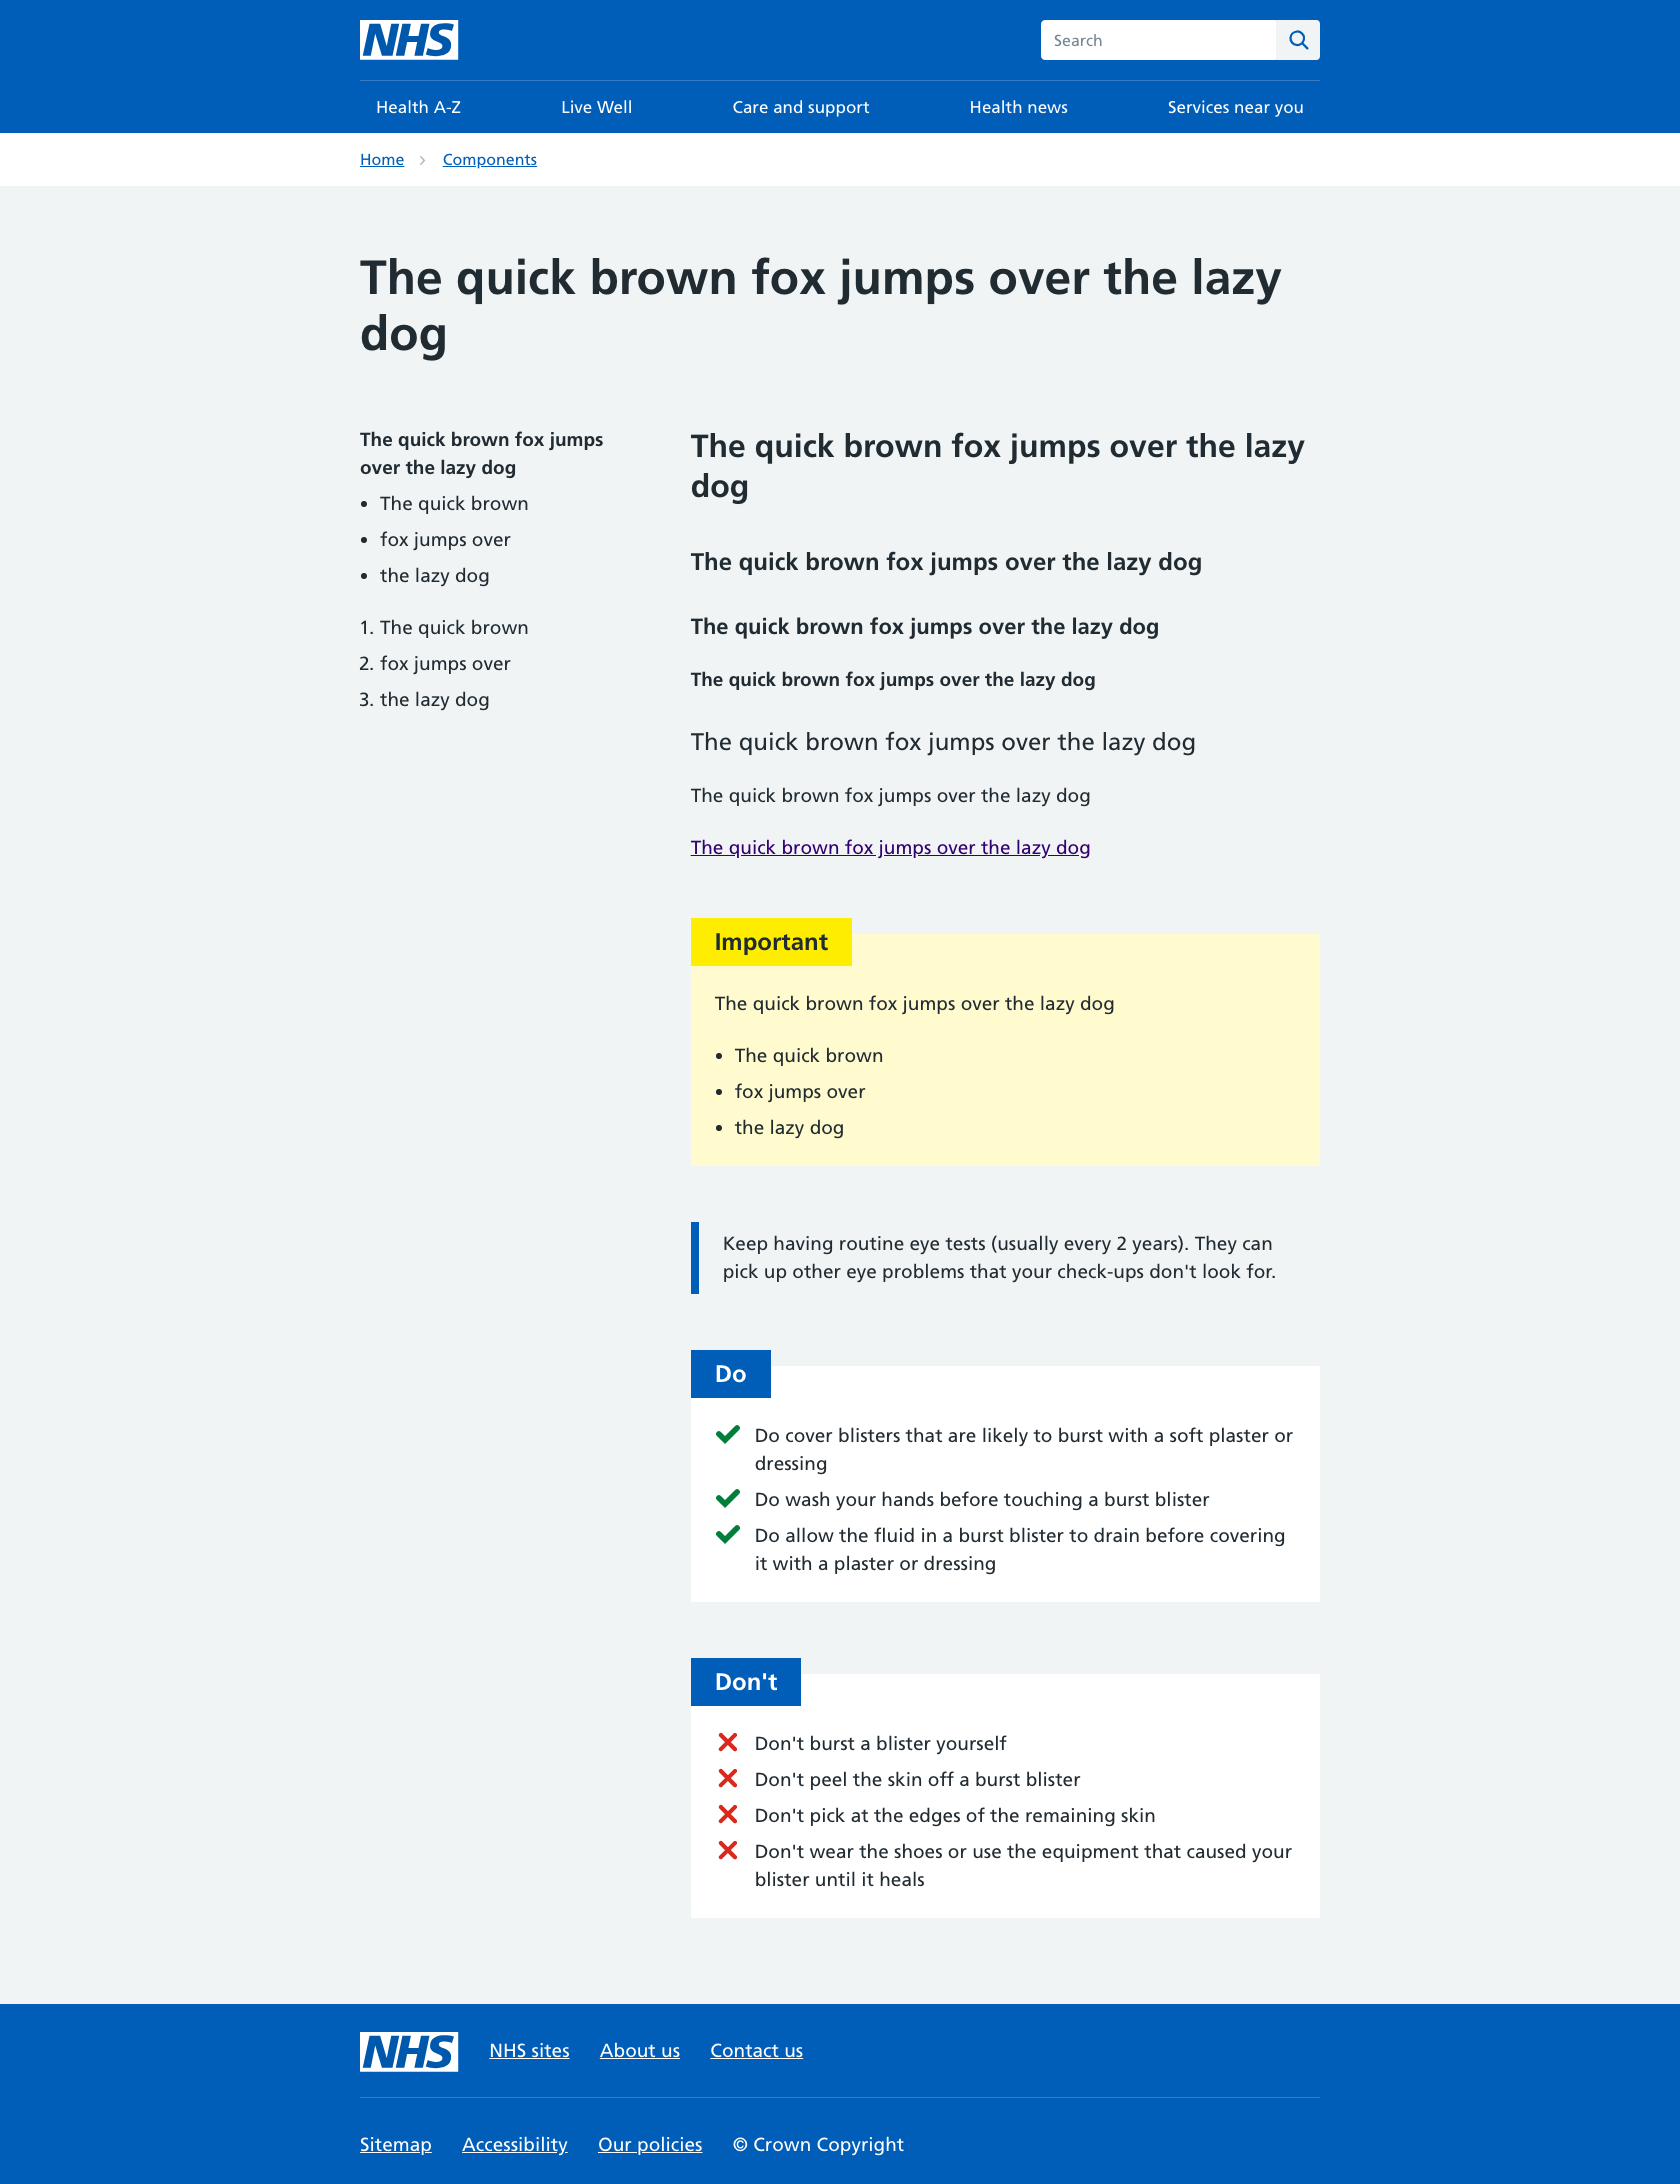 NHS
Search
Health A-Z
Live Well
Care and support
Health news
Services near you
Home
Components
The quick brown fox jumps over the lazy
dog
The quick brown fox jumps
over the lazy dog
• The quick brown
• fox jumps over
• the lazy dog
1. The quick brown
2. fox jumps over
3. the lazy dog
The quick brown fox jumps over the lazy
dog
The quick brown fox jumps over the lazy dog
The quick brown fox jumps over the lazy dog
The quick brown fox jumps over the lazy dog
The quick brown fox jumps over the lazy dog
The quick brown fox jumps over the lazy dog
The quick brown fox jumps over the lazy dog
Important
The quick brown fox jumps over the lazy dog
• The quick brown
• fox jumps over
• the lazy dog
Keep having routine eye tests (usually every 2 years). They can
pick up other eye problems that your check-ups don't look for.
Do
Do cover blisters that are likely to burst with a soft plaster or
dressing
Do wash your hands before touching a burst blister
Do allow the fluid in a burst blister to drain before covering
it with a plaster or dressing
Don't
Don't burst a blister yourself
Don't peel the skin off a burst blister
Don't pick at the edges of the remaining skin
Don't wear the shoes or use the equipment that caused your
blister until it heals
NHS
NHS sites
About us
Contact us
Sitemap
Accessibility
Our policies
© Crown Copyright